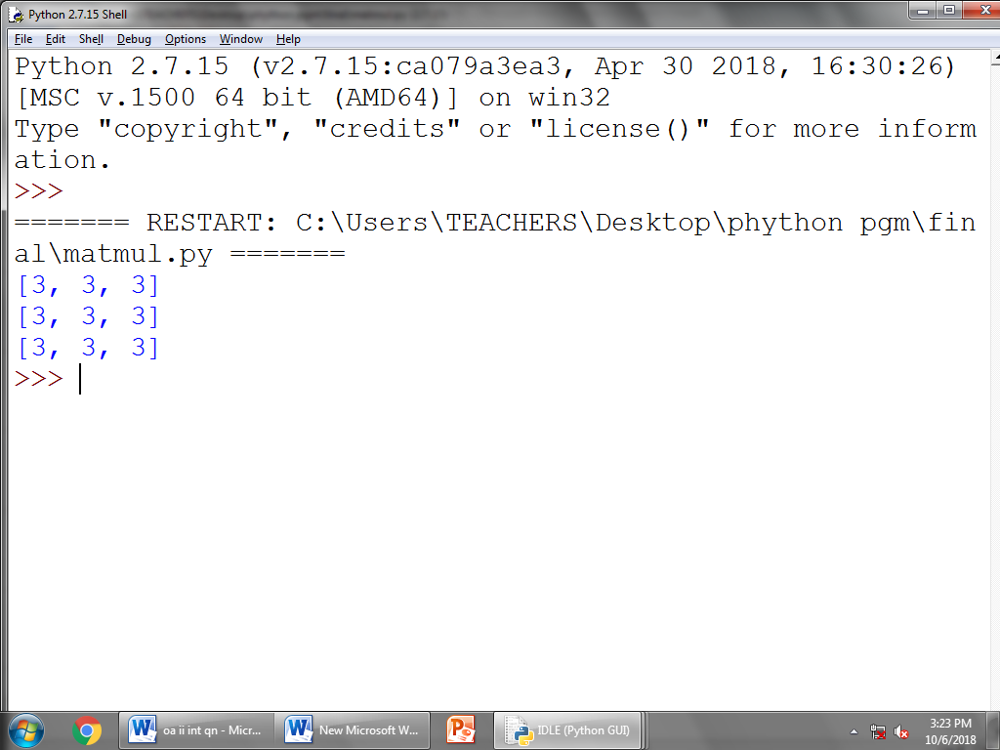 Python 2.7.15 Shell
File Edit Shell Debug Options Window Help
Python 2.7.15 (v2.7.15:ca079a3ea3, Apr 30 2018, 16:30:26)
[MSC v.1500 64 bit (AMD64)] on win32
Type "copyright", "credits" or "license()" for more inform
ation.
>>>
======= RESTART: C:\Users\TEACHERS\Desktop\phython pgm\fin
al\matmul.py =======
[3, 3, 3]
[3, 3, 3]
[3, 3, 3]
>>>
oa ii int qn - Micr... New Microsoft W... IDLE (Python GUI) 3:23 PM
10/6/2018